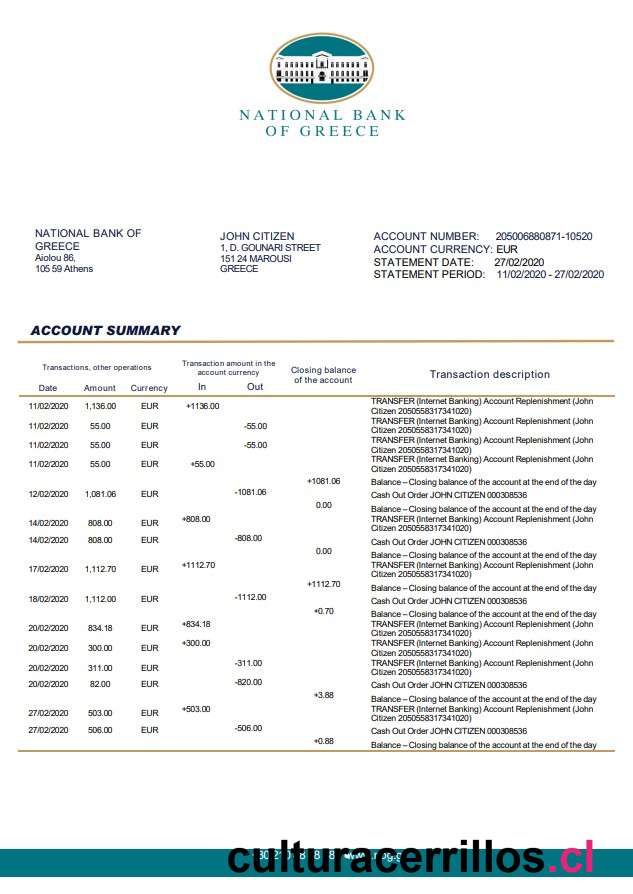 NATIONAL BANK
OF GREECE
NATIONAL BANK OF
GREECE
Aiolou 86,
105 59 Athens
JOHN CITIZEN
1, D. GOUNARI STREET
151 24 MAROUSI
GREECE
ACCOUNT NUMBER: 205006880871-10520
ACCOUNT CURRENCY: EUR
STATEMENT DATE: 27/02/2020
STATEMENT PERIOD: 11/02/2020 - 27/02/2020
ACCOUNT SUMMARY
Transactions, other operations
Transaction amount in the
account currency
Closing balance
of the account
Transaction description
Date Amount Currency In Out
11/02/2020 1,136.00 EUR +1136.00 TRANSFER (Internet Banking) Account Replenishment (John
Citizen 2050558317341020)
11/02/2020 55.00 EUR -55.00 TRANSFER (Internet Banking) Account Replenishment (John
Citizen 2050558317341020)
11/02/2020 55.00 EUR -55.00 TRANSFER (Internet Banking) Account Replenishment (John
Citizen 2050558317341020)
11/02/2020 55.00 EUR +55.00 TRANSFER (Internet Banking) Account Replenishment (John
Citizen 2050558317341020)
+1081.06 Balance – Closing balance of the account at the end of the day
12/02/2020 1,081.06 EUR -1081.06 Cash Out Order JOHN CITIZEN 000308536
0.00 Balance – Closing balance of the account at the end of the day
14/02/2020 808.00 EUR +808.00 TRANSFER (Internet Banking) Account Replenishment (John
Citizen 2050558317341020)
14/02/2020 808.00 EUR -808.00 Cash Out Order JOHN CITIZEN 000308536
0.00 Balance – Closing balance of the account at the end of the day
17/02/2020 1,112.70 EUR +1112.70 TRANSFER (Internet Banking) Account Replenishment (John
Citizen 2050558317341020)
+1112.70 Balance – Closing balance of the account at the end of the day
18/02/2020 1,112.00 EUR -1112.00 Cash Out Order JOHN CITIZEN 000308536
+0.70 Balance – Closing balance of the account at the end of the day
20/02/2020 834.18 EUR +834.18 TRANSFER (Internet Banking) Account Replenishment (John
Citizen 2050558317341020)
20/02/2020 300.00 EUR +300.00 TRANSFER (Internet Banking) Account Replenishment (John
Citizen 2050558317341020)
20/02/2020 311.00 EUR -311.00 TRANSFER (Internet Banking) Account Replenishment (John
Citizen 2050558317341020)
20/02/2020 82.00 EUR -820.00 Cash Out Order JOHN CITIZEN 000308536
+3.88 Balance – Closing balance of the account at the end of the day
27/02/2020 503.00 EUR +503.00 TRANSFER (Internet Banking) Account Replenishment (John
Citizen 2050558317341020)
27/02/2020 506.00 EUR -506.00 Cash Out Order JOHN CITIZEN 000308536
+0.88 Balance – Closing balance of the account at the end of the day
culturacerrillos.cl